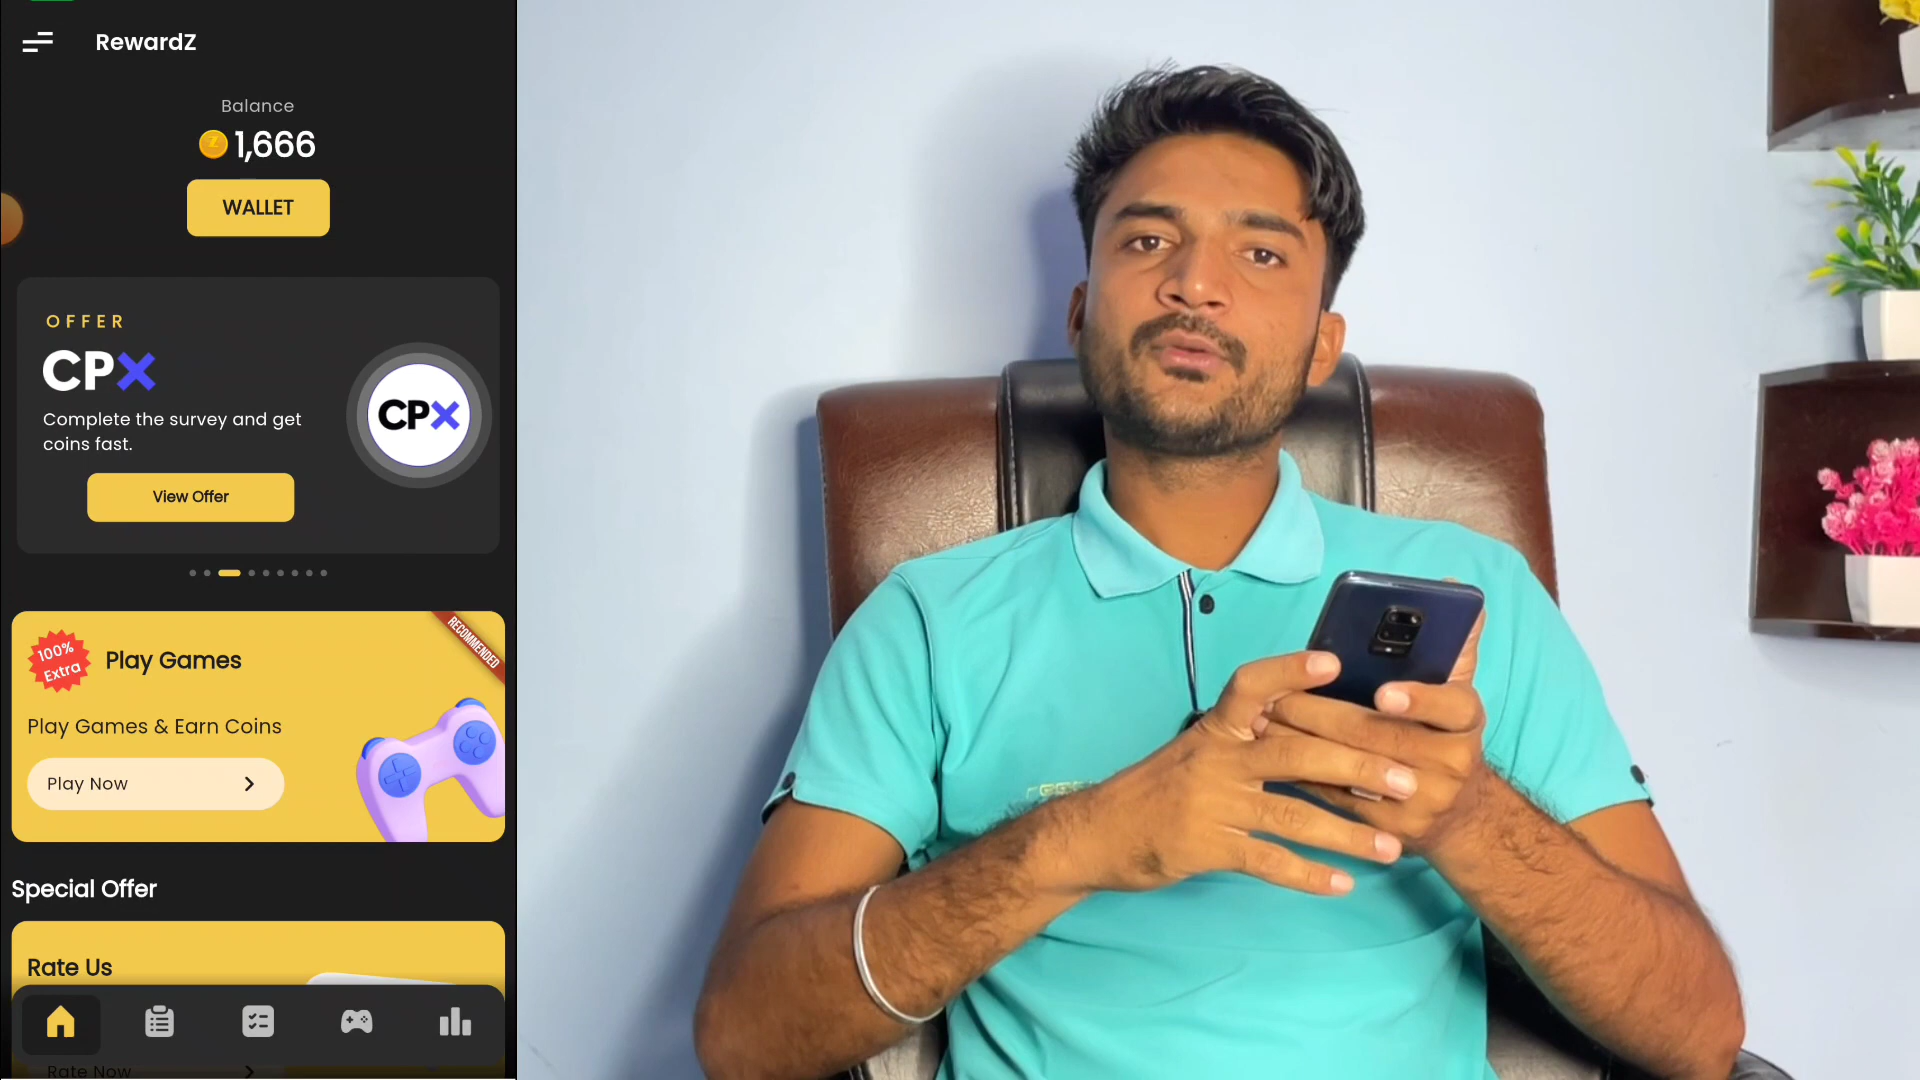 RewardZ
Balance
1,666
WALLET
OFFER
CPX
Complete the survey and get
coins fast.
CPX
View Offer
100%
Extra
Play Games
RECOMMENDED
Play Games & Earn Coins
Play Now
Special Offer
Rate Us
Rate Now